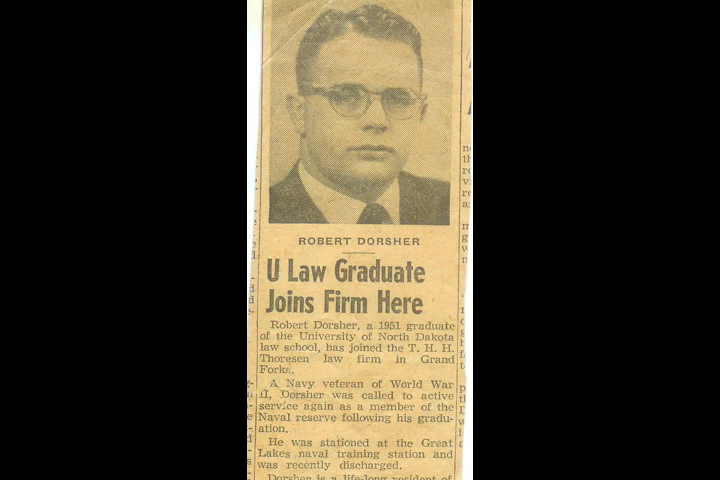 ROBERT DORSHER
U Law Graduate
Joins Firm Here
Robert Dorsher, a 1951 graduate
of the University of North Dakota
law school, has joined the T. H. H.
Thoresen law firm in Grand
Forks.
A Navy veteran of World War
II, Dorsher was called to active
service again as a member of the
Naval reserve following his gradu-
ation.
He was stationed at the Great
Lakes naval training station and
was recently discharged.
Dorsher is a life-long resident of